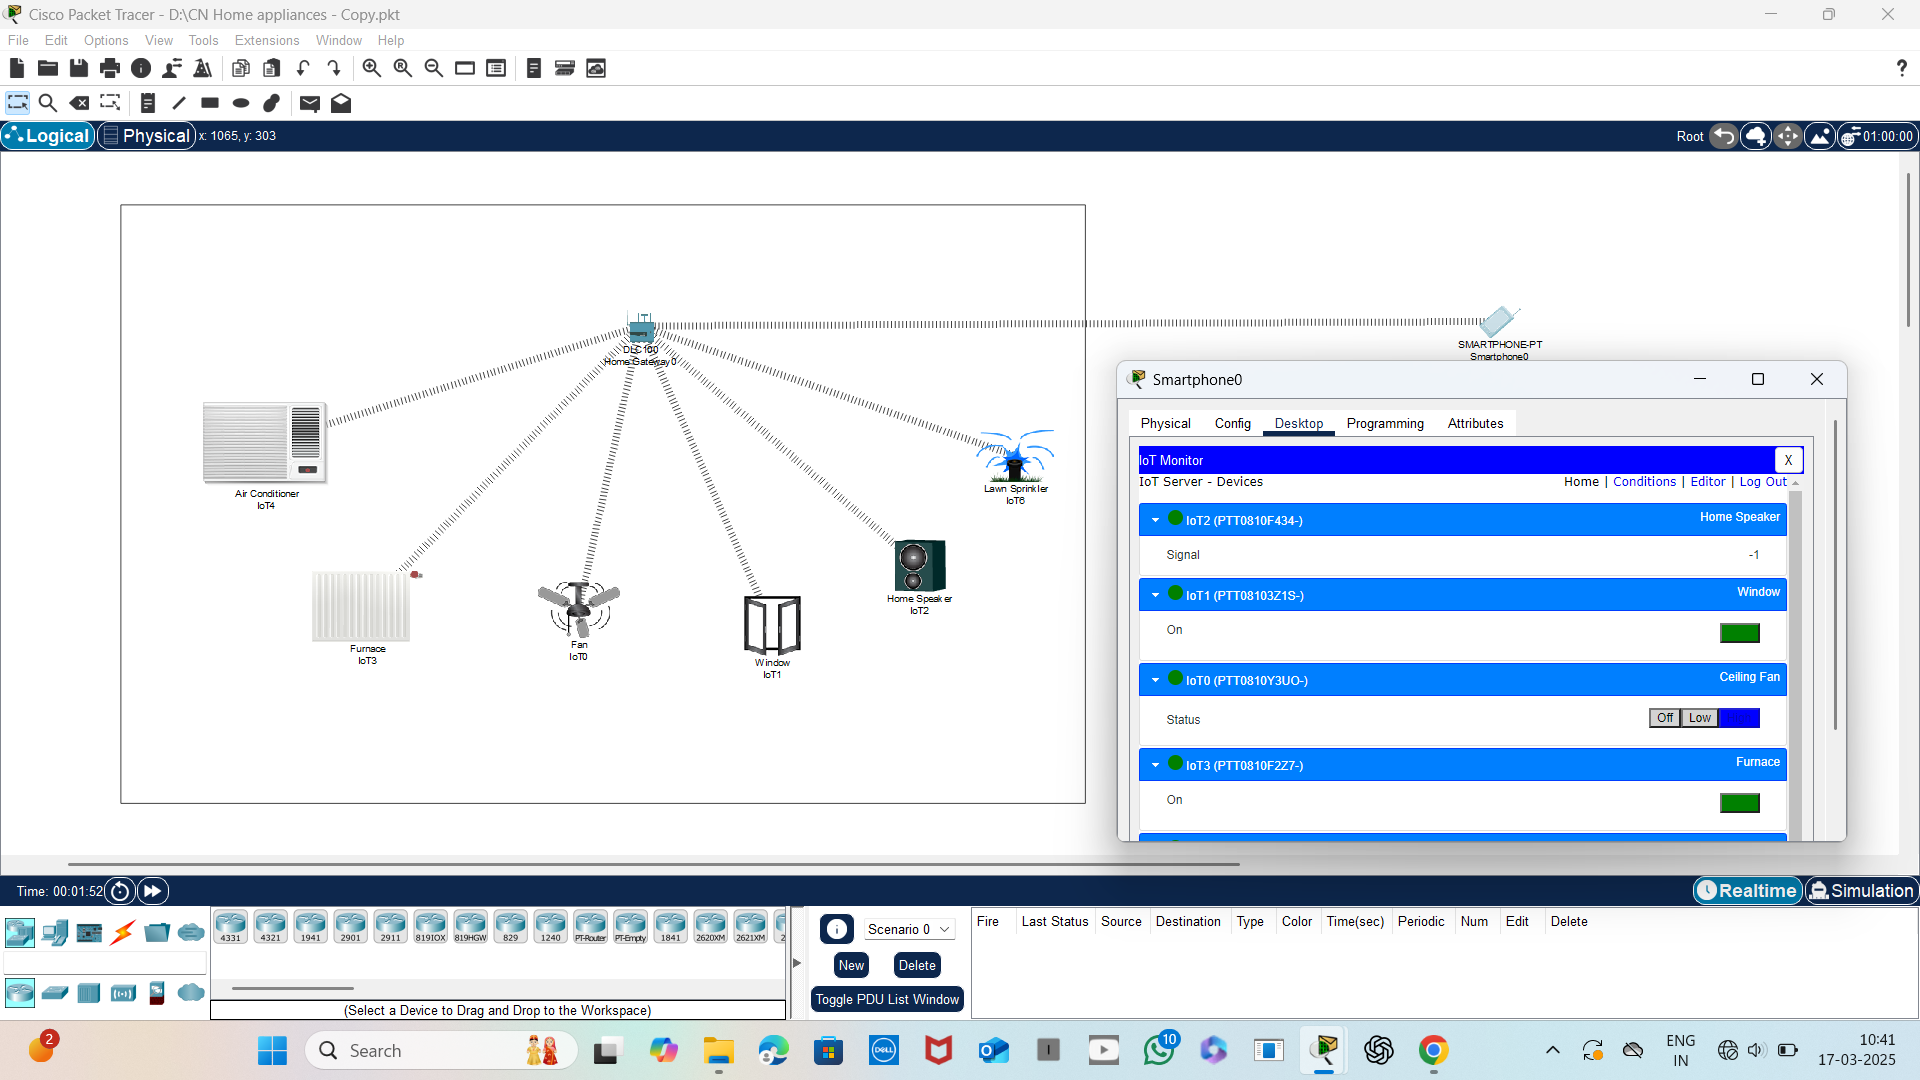 Cisco Packet Tracer - D:\CN Home appliances - Copy.pkt
File Edit Options View Tools Extensions Window Help
?
Logical Physical x: 1065, y: 303 Root 01:00:00
DLC100
Home Gateway0
SMARTPHONE-PT
Smartphone0
Air Conditioner
IoT4
Lawn Sprinkler
IoT6
Furnace
IoT3
Fan
IoT0
Window
IoT1
Home Speaker
IoT2
Smartphone0
Physical Config Desktop Programming Attributes
IoT Monitor X
IoT Server - Devices Home | Conditions | Editor | Log Out
IoT2 (PTT0810F434-) Home Speaker
Signal -1
IoT1 (PTT08103Z1S-) Window
On
IoT0 (PTT0810Y3UO-) Ceiling Fan
Status Off Low
IoT3 (PTT0810F2Z7-) Furnace
On
Time: 00:01:52 Realtime Simulation
4331 4321 1941 2901 2911 819IOX 819HGW 829 1240 PT-Router PT-Empty 1841 2620XM 2621XM 2
(Select a Device to Drag and Drop to the Workspace)
Scenario 0
New Delete
Toggle PDU List Window
Fire Last Status Source Destination Type Color Time(sec) Periodic Num Edit Delete
2
Search
DELL
10
ENG
IN
10:41
17-03-2025